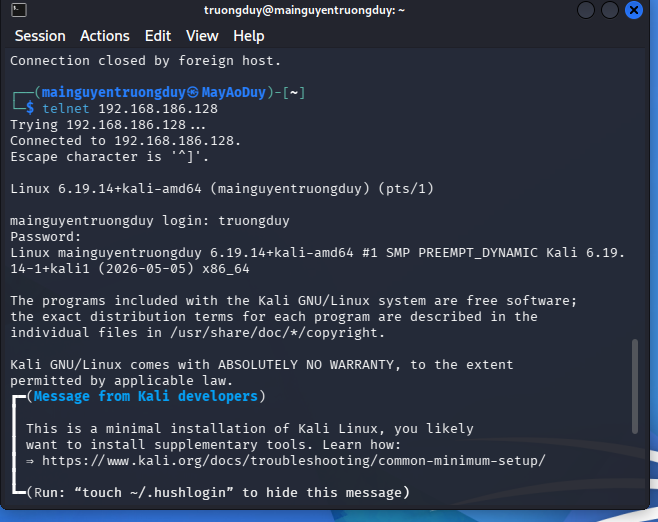 truongduy@mainguyentruongduy: ~
Session Actions Edit View Help
Connection closed by foreign host.
┌──(mainguyentruongduy㉿MayAoDuy)-[~]
└─$ telnet 192.168.186.128
Trying 192.168.186.128...
Connected to 192.168.186.128.
Escape character is '^]'.
Linux 6.19.14+kali-amd64 (mainguyentruongduy) (pts/1)
mainguyentruongduy login: truongduy
Password:
Linux mainguyentruongduy 6.19.14+kali-amd64 #1 SMP PREEMPT_DYNAMIC Kali 6.19.
14-1+kali1 (2026-05-05) x86_64
The programs included with the Kali GNU/Linux system are free software;
the exact distribution terms for each program are described in the
individual files in /usr/share/doc/*/copyright.
Kali GNU/Linux comes with ABSOLUTELY NO WARRANTY, to the extent
permitted by applicable law.
┏━(Message from Kali developers)
┃ This is a minimal installation of Kali Linux, you likely
┃ want to install supplementary tools. Learn how:
┃ ⇒ https://www.kali.org/docs/troubleshooting/common-minimum-setup/
┗━(Run: “touch ~/.hushlogin” to hide this message)